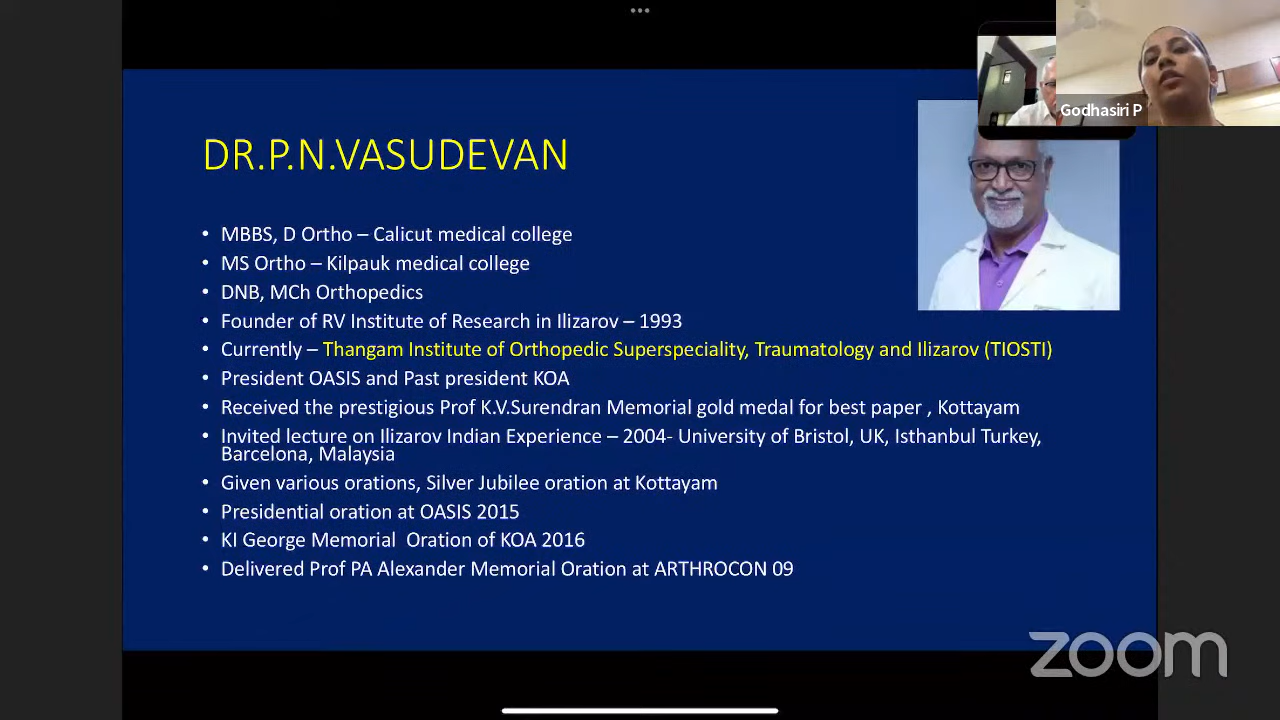 Godhasiri P
DR.P.N.VASUDEVAN
• MBBS, D Ortho – Calicut medical college
• MS Ortho – Kilpauk medical college
• DNB, MCh Orthopedics
• Founder of RV Institute of Research in Ilizarov – 1993
• Currently – Thangam Institute of Orthopedic Superspeciality, Traumatology and Ilizarov (TIOSTI)
• President OASIS and Past president KOA
• Received the prestigious Prof K.V.Surendran Memorial gold medal for best paper , Kottayam
• Invited lecture on Ilizarov Indian Experience – 2004- University of Bristol, UK, Isthanbul Turkey,
Barcelona, Malaysia
• Given various orations, Silver Jubilee oration at Kottayam
• Presidential oration at OASIS 2015
• KI George Memorial  Oration of KOA 2016
• Delivered Prof PA Alexander Memorial Oration at ARTHROCON 09
zoom